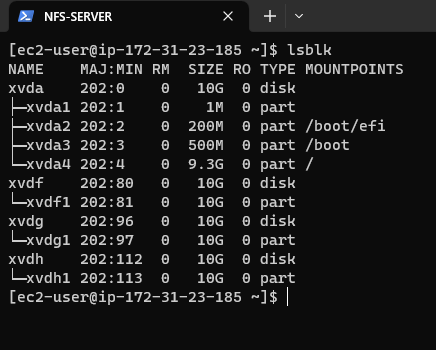 NFS-SERVER
[ec2-user@ip-172-31-23-185 ~]$ lsblk
NAME    MAJ:MIN RM  SIZE RO TYPE MOUNTPOINTS
xvda    202:0    0   10G  0 disk
├─xvda1 202:1    0    1M  0 part
├─xvda2 202:2    0  200M  0 part /boot/efi
├─xvda3 202:3    0  500M  0 part /boot
└─xvda4 202:4    0  9.3G  0 part /
xvdf    202:80   0   10G  0 disk
└─xvdf1 202:81   0   10G  0 part
xvdg    202:96   0   10G  0 disk
└─xvdg1 202:97   0   10G  0 part
xvdh    202:112  0   10G  0 disk
└─xvdh1 202:113  0   10G  0 part
[ec2-user@ip-172-31-23-185 ~]$